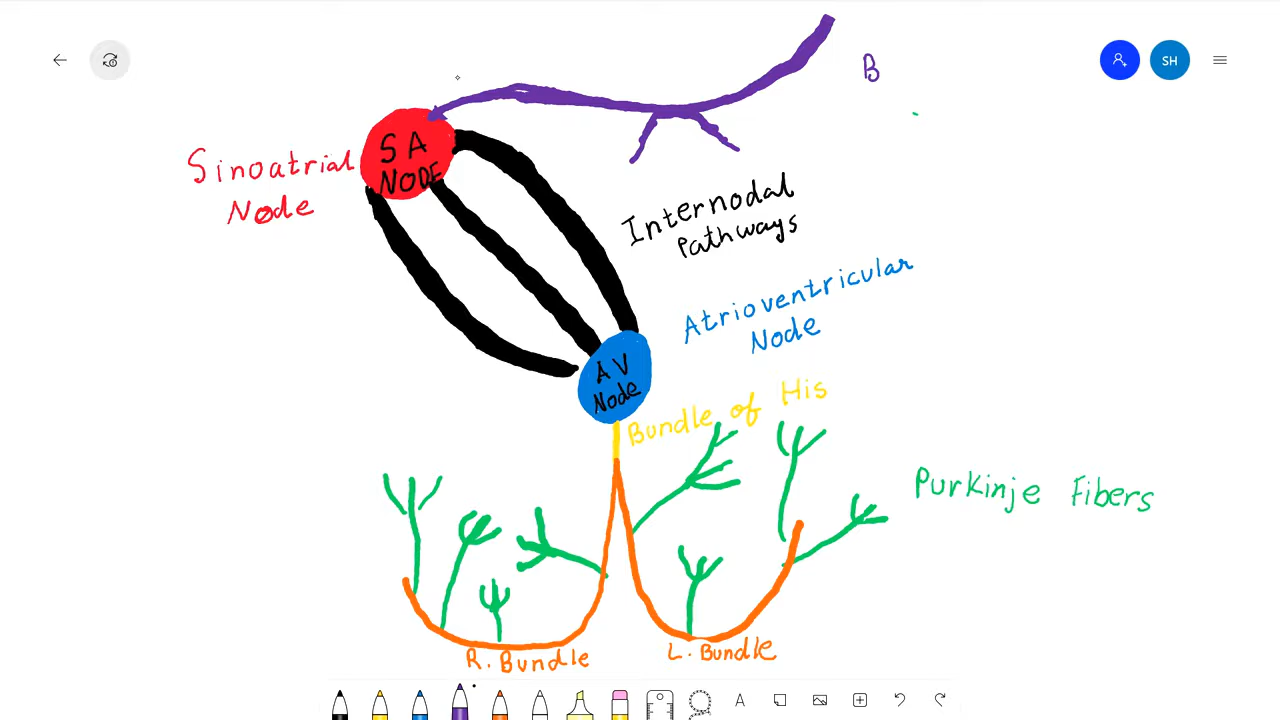 B
SH
SA
NODE
Sinoatrial
Node
Internodal
Pathways
Atrioventricular
Node
AV
Node
Bundle of His
Purkinje Fibers
R. Bundle
L. Bundle
A